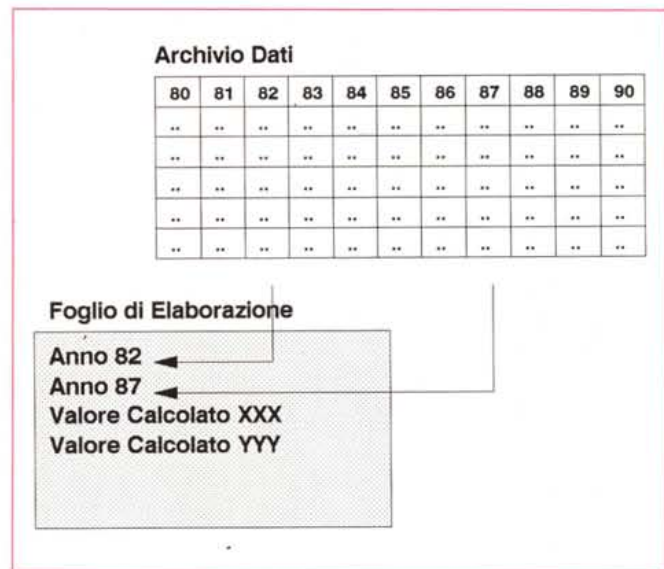 Archivio Dati
80 81 82 83 84 85 86 87 88 89 90
.. .. .. .. .. .. .. .. .. .. ..
.. .. .. .. .. .. .. .. .. .. ..
.. .. .. .. .. .. .. .. .. .. ..
.. .. .. .. .. .. .. .. .. .. ..
.. .. .. .. .. .. .. .. .. .. ..
Foglio di Elaborazione
Anno 82
Anno 87
Valore Calcolato XXX
Valore Calcolato YYY